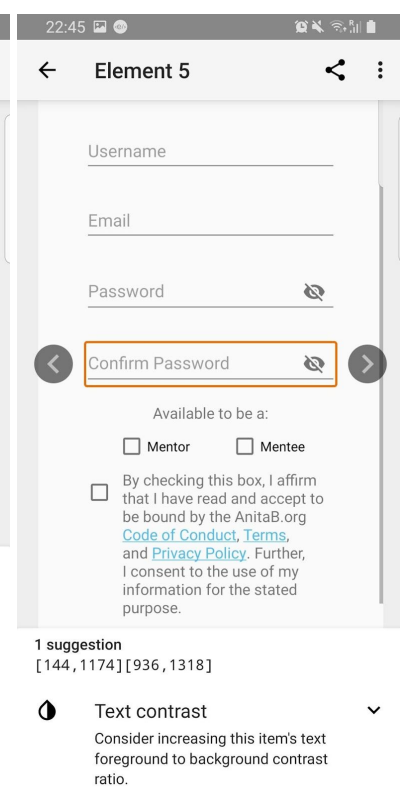 22:45
Element 5
Username
Email
Password
Confirm Password
Available to be a:
Mentor
Mentee
By checking this box, I affirm
that I have read and accept to
be bound by the AnitaB.org
Code of Conduct, Terms,
and Privacy Policy. Further,
I consent to the use of my
information for the stated
purpose.
1 suggestion
[144,1174][936,1318]
Text contrast
Consider increasing this item's text
foreground to background contrast
ratio.